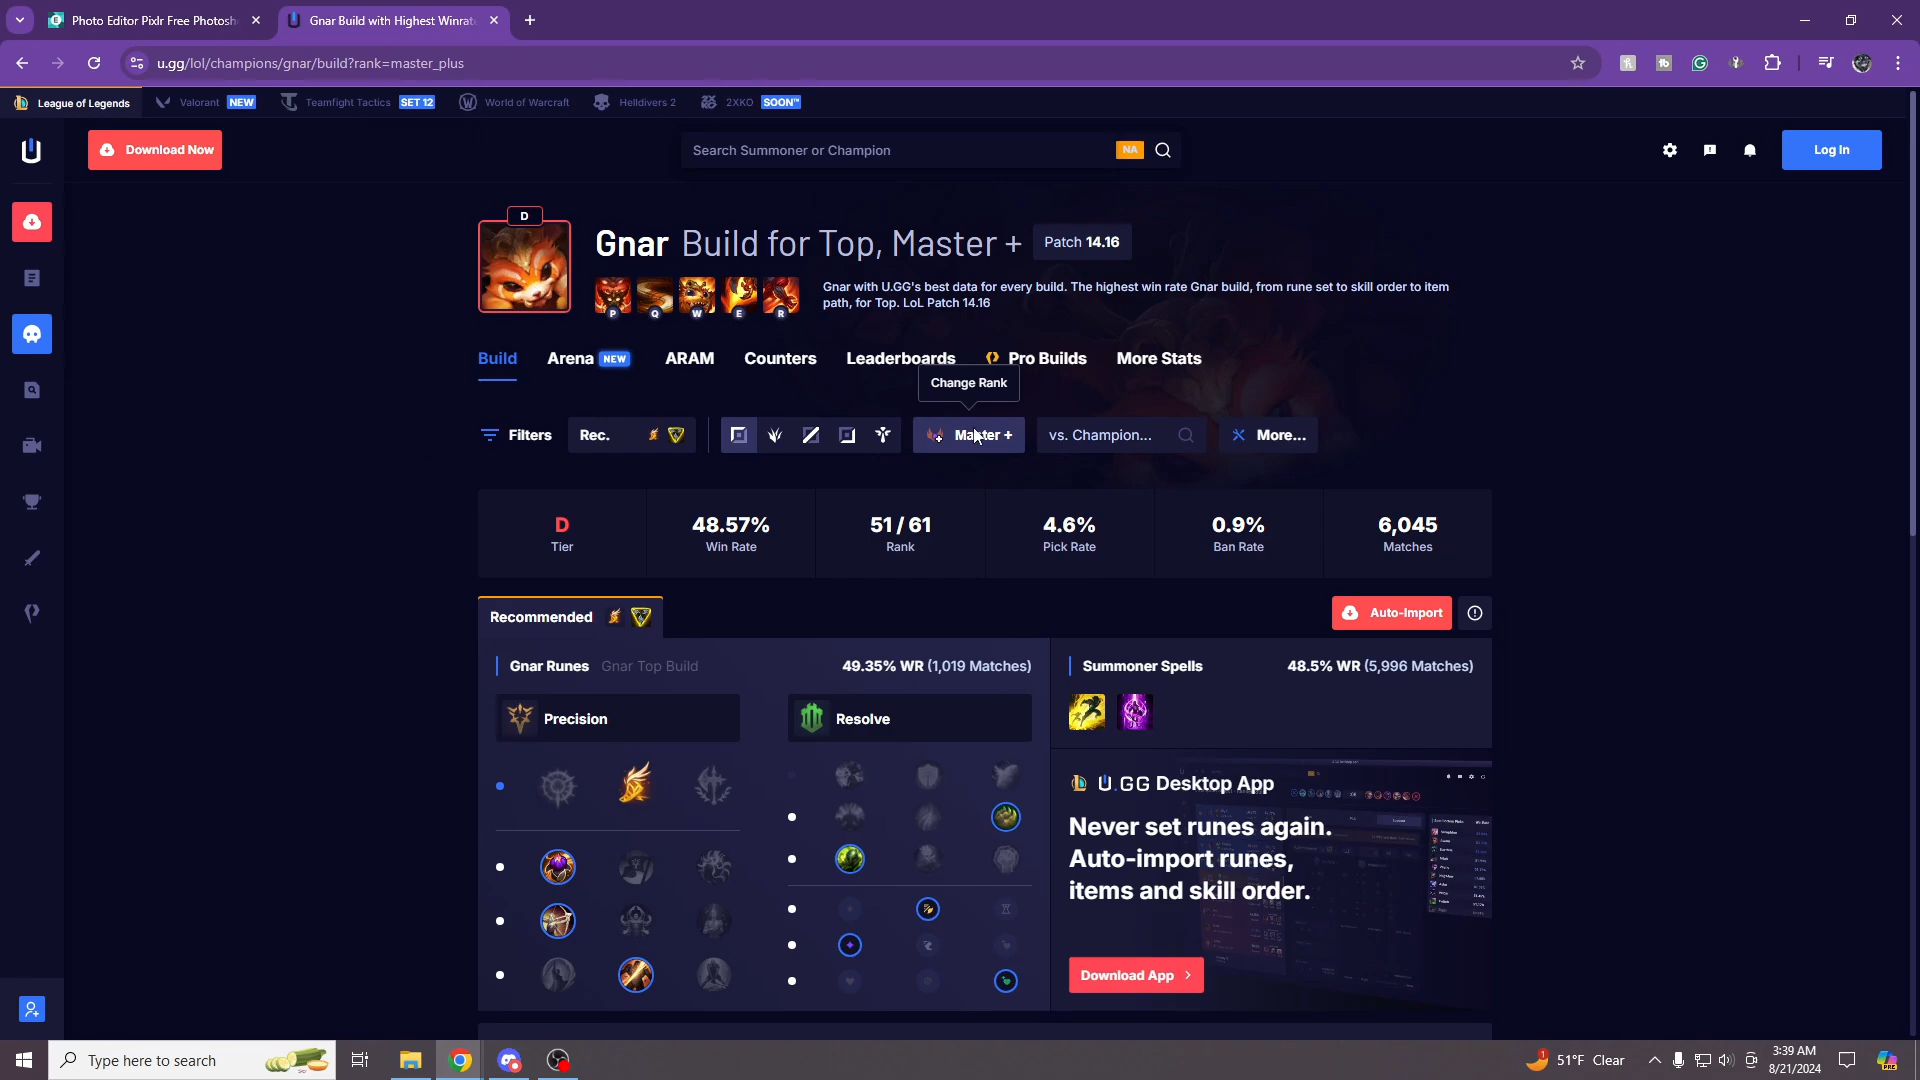 Photo Editor Pixlr Free Photosh
Gnar Build with Highest Winrate
u.gg/lol/champions/gnar/build?rank=master_plus
League of Legends
Valorant NEW
Teamfight Tactics SET 12
World of Warcraft
Helldivers 2
2XKO SOON™
Download Now
Search Summoner or Champion
NA
Log In
D
Gnar Build for Top, Master +
Patch 14.16
P
Q
W
E
R
Gnar with U.GG's best data for every build. The highest win rate Gnar build, from rune set to skill order to item
path, for Top. LoL Patch 14.16
Build
Arena NEW
ARAM
Counters
Leaderboards
Pro Builds
More Stats
Change Rank
Filters
Rec.
Master +
vs. Champion...
More...
D
Tier
48.57%
Win Rate
51 / 61
Rank
4.6%
Pick Rate
0.9%
Ban Rate
6,045
Matches
Recommended
Auto-Import
Gnar Runes Gnar Top Build
49.35% WR (1,019 Matches)
Precision
Resolve
Summoner Spells
48.5% WR (5,996 Matches)
U.GG Desktop App
Never set runes again.
Auto-import runes,
items and skill order.
Download App
Type here to search
51°F Clear
3:39 AM
8/21/2024